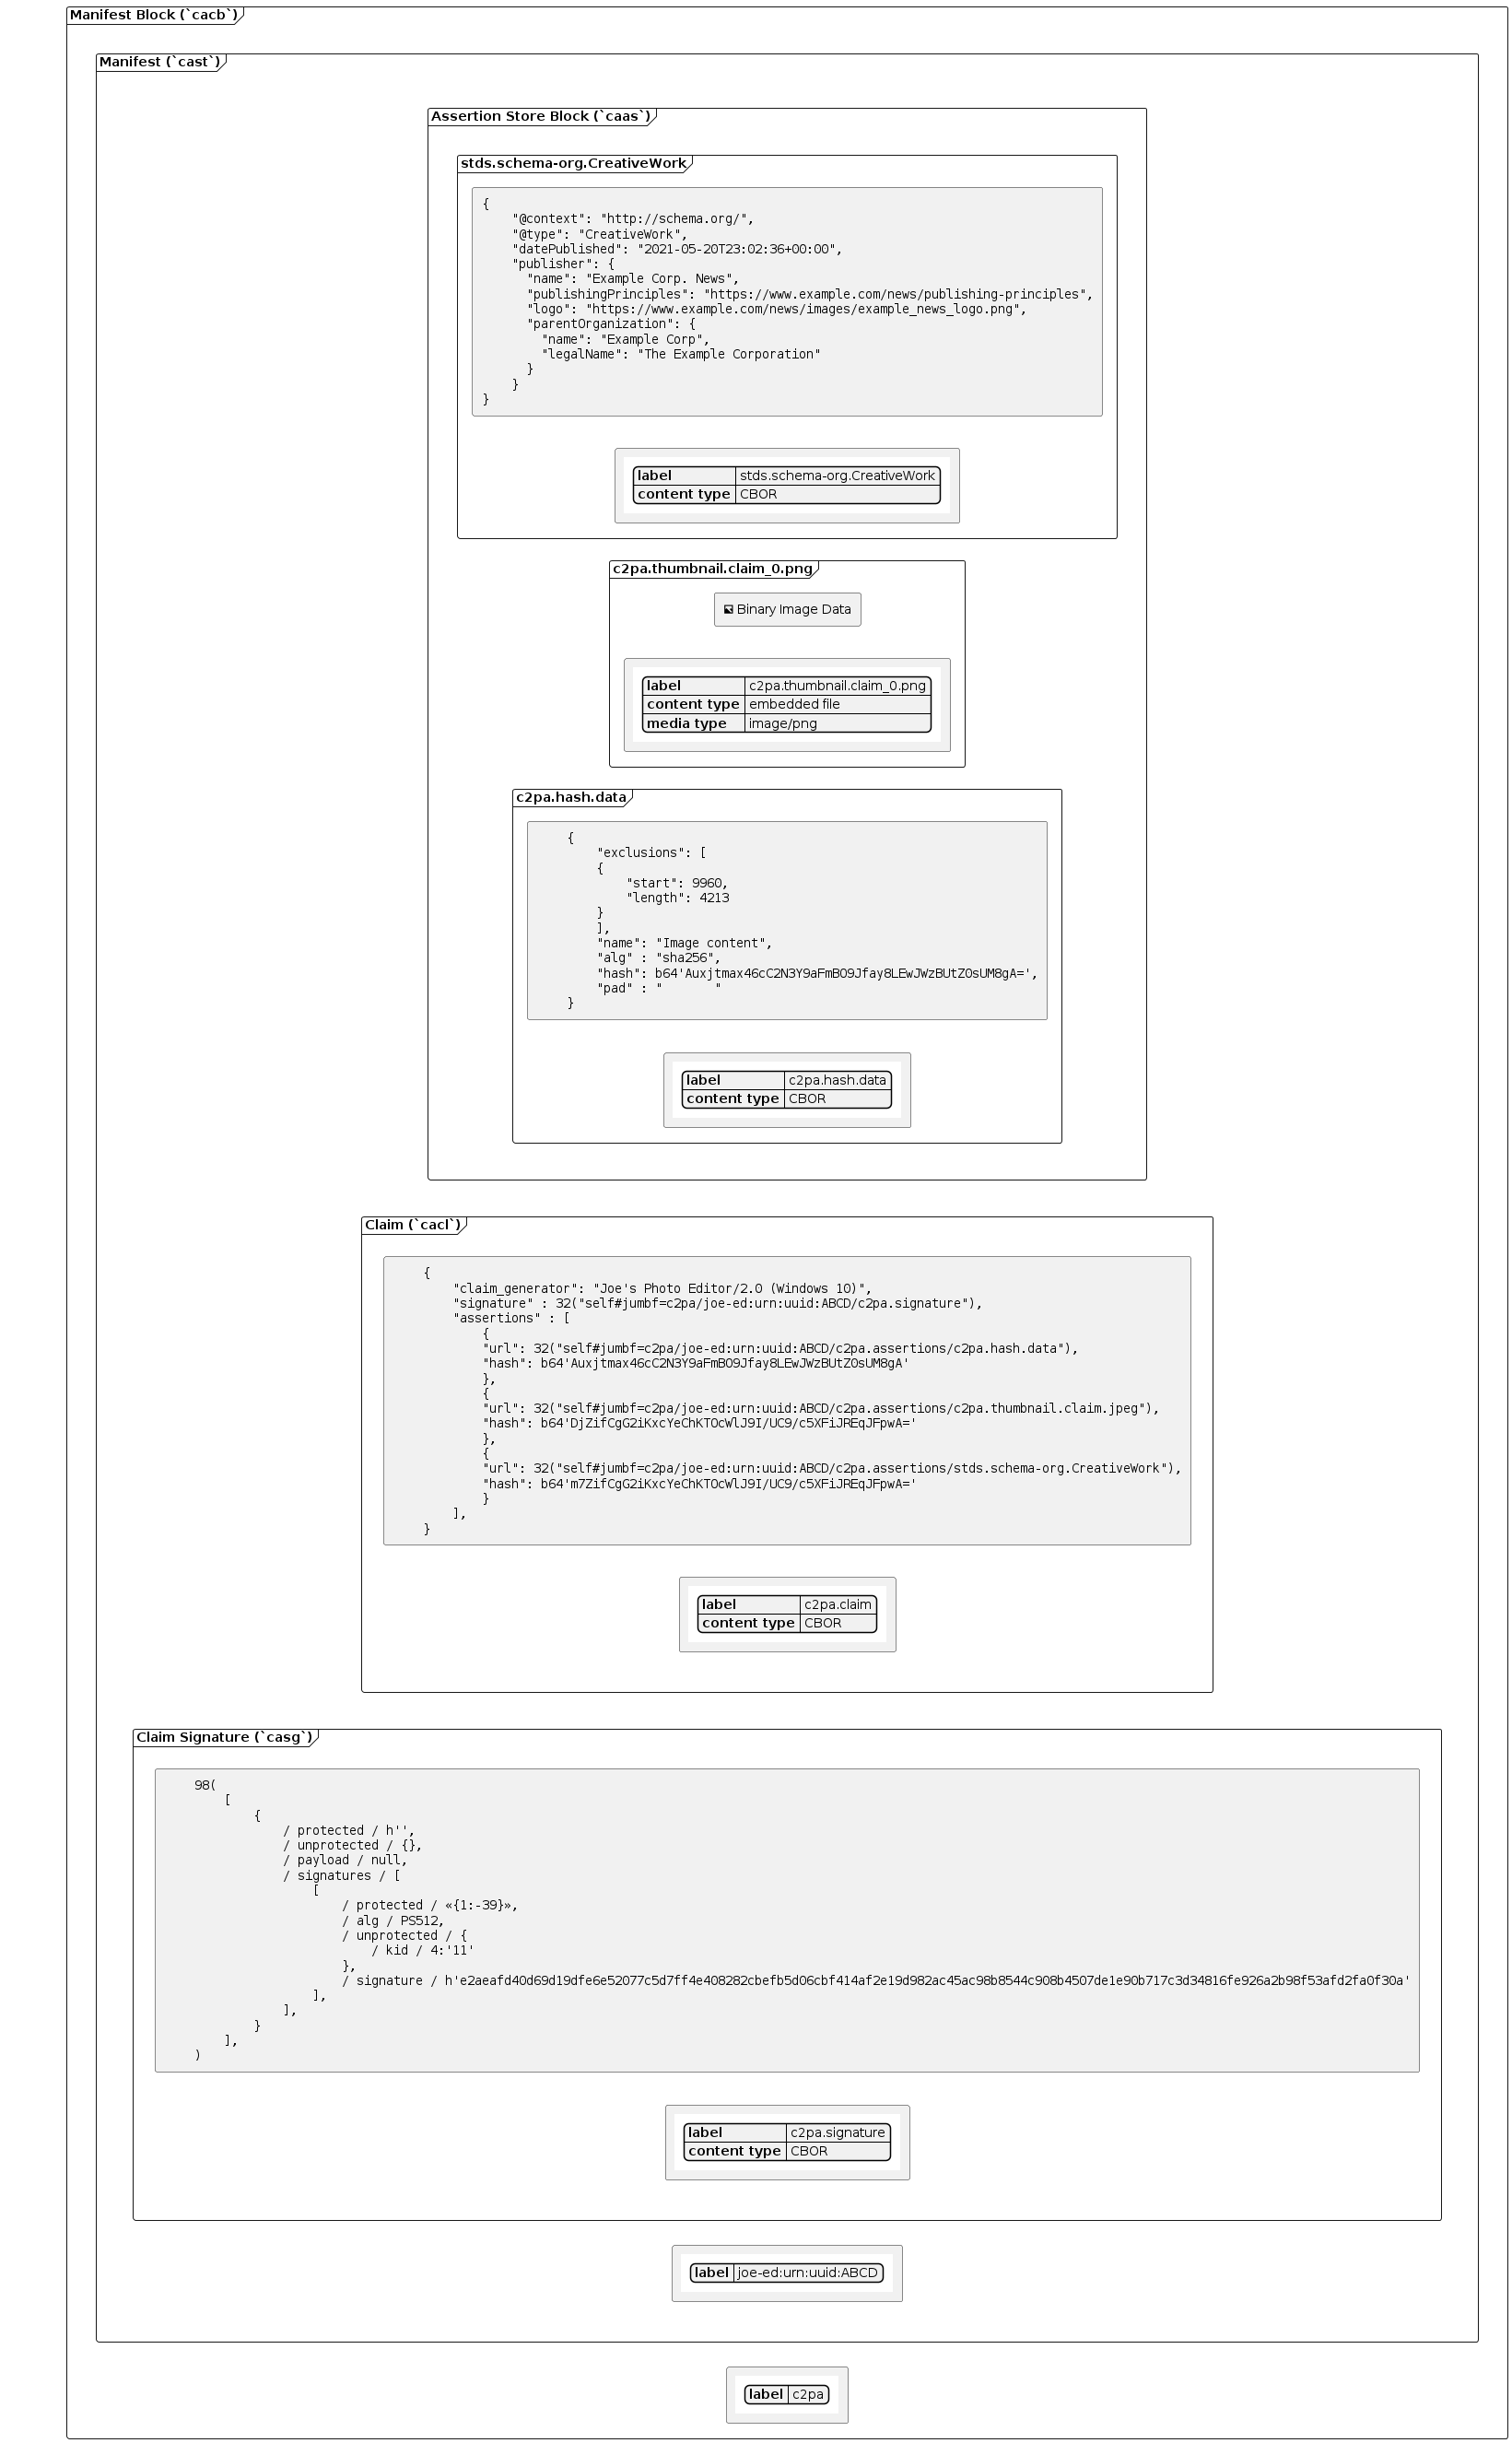 Manifest Block (`cacb`)
Manifest (`cast`)
Assertion Store Block (`caas`)
stds.schema-org.CreativeWork
{
    "@context": "http://schema.org/",
    "@type": "CreativeWork",
    "datePublished": "2021-05-20T23:02:36+00:00",
    "publisher": {
      "name": "Example Corp. News",
      "publishingPrinciples": "https://www.example.com/news/publishing-principles",
      "logo": "https://www.example.com/news/images/example_news_logo.png",
      "parentOrganization": {
        "name": "Example Corp",
        "legalName": "The Example Corporation"
      }
    }
}
label stds.schema-org.CreativeWork
content type CBOR
c2pa.thumbnail.claim_0.png
Binary Image Data
label c2pa.thumbnail.claim_0.png
content type embedded file
media type image/png
c2pa.hash.data
{
    "exclusions": [
    {
        "start": 9960,
        "length": 4213
    }
    ],
    "name": "Image content",
    "alg" : "sha256",
    "hash": b64'Auxjtmax46cC2N3Y9aFmBO9Jfay8LEwJWzBUtZ0sUM8gA=',
    "pad" : "       "
}
label c2pa.hash.data
content type CBOR
Claim (`cacl`)
{
    "claim_generator": "Joe's Photo Editor/2.0 (Windows 10)",
    "signature" : 32("self#jumbf=c2pa/joe-ed:urn:uuid:ABCD/c2pa.signature"),
    "assertions" : [
        {
        "url": 32("self#jumbf=c2pa/joe-ed:urn:uuid:ABCD/c2pa.assertions/c2pa.hash.data"),
        "hash": b64'Auxjtmax46cC2N3Y9aFmBO9Jfay8LEwJWzBUtZ0sUM8gA'
        },
        {
        "url": 32("self#jumbf=c2pa/joe-ed:urn:uuid:ABCD/c2pa.assertions/c2pa.thumbnail.claim.jpeg"),
        "hash": b64'DjZifCgG2iKxcYeChKTOcWlJ9I/UC9/c5XFiJREqJFpwA='
        },
        {
        "url": 32("self#jumbf=c2pa/joe-ed:urn:uuid:ABCD/c2pa.assertions/stds.schema-org.CreativeWork"),
        "hash": b64'm7ZifCgG2iKxcYeChKTOcWlJ9I/UC9/c5XFiJREqJFpwA='
        }
    ],
}
label c2pa.claim
content type CBOR
Claim Signature (`casg`)
98(
    [
        {
            / protected / h'',
            / unprotected / {},
            / payload / null,
            / signatures / [
                [
                    / protected / «{1:-39}»,
                    / alg / PS512,
                    / unprotected / {
                        / kid / 4:'11'
                    },
                    / signature / h'e2aeafd40d69d19dfe6e52077c5d7ff4e408282cbefb5d06cbf414af2e19d982ac45ac98b8544c908b4507de1e90b717c3d34816fe926a2b98f53afd2fa0f30a'
                ],
            ],
        }
    ],
)
label c2pa.signature
content type CBOR
label joe-ed:urn:uuid:ABCD
label c2pa